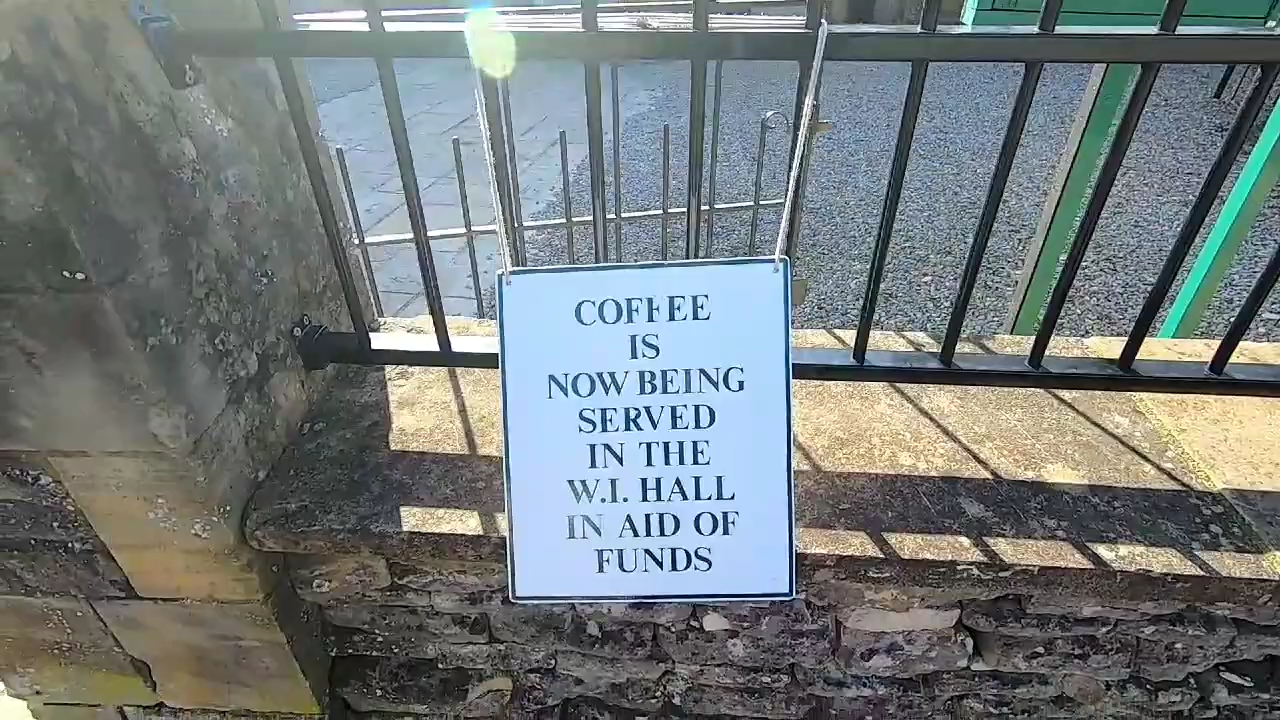 COFFEE
IS
NOW BEING
SERVED
IN THE
W.I. HALL
IN AID OF
FUNDS